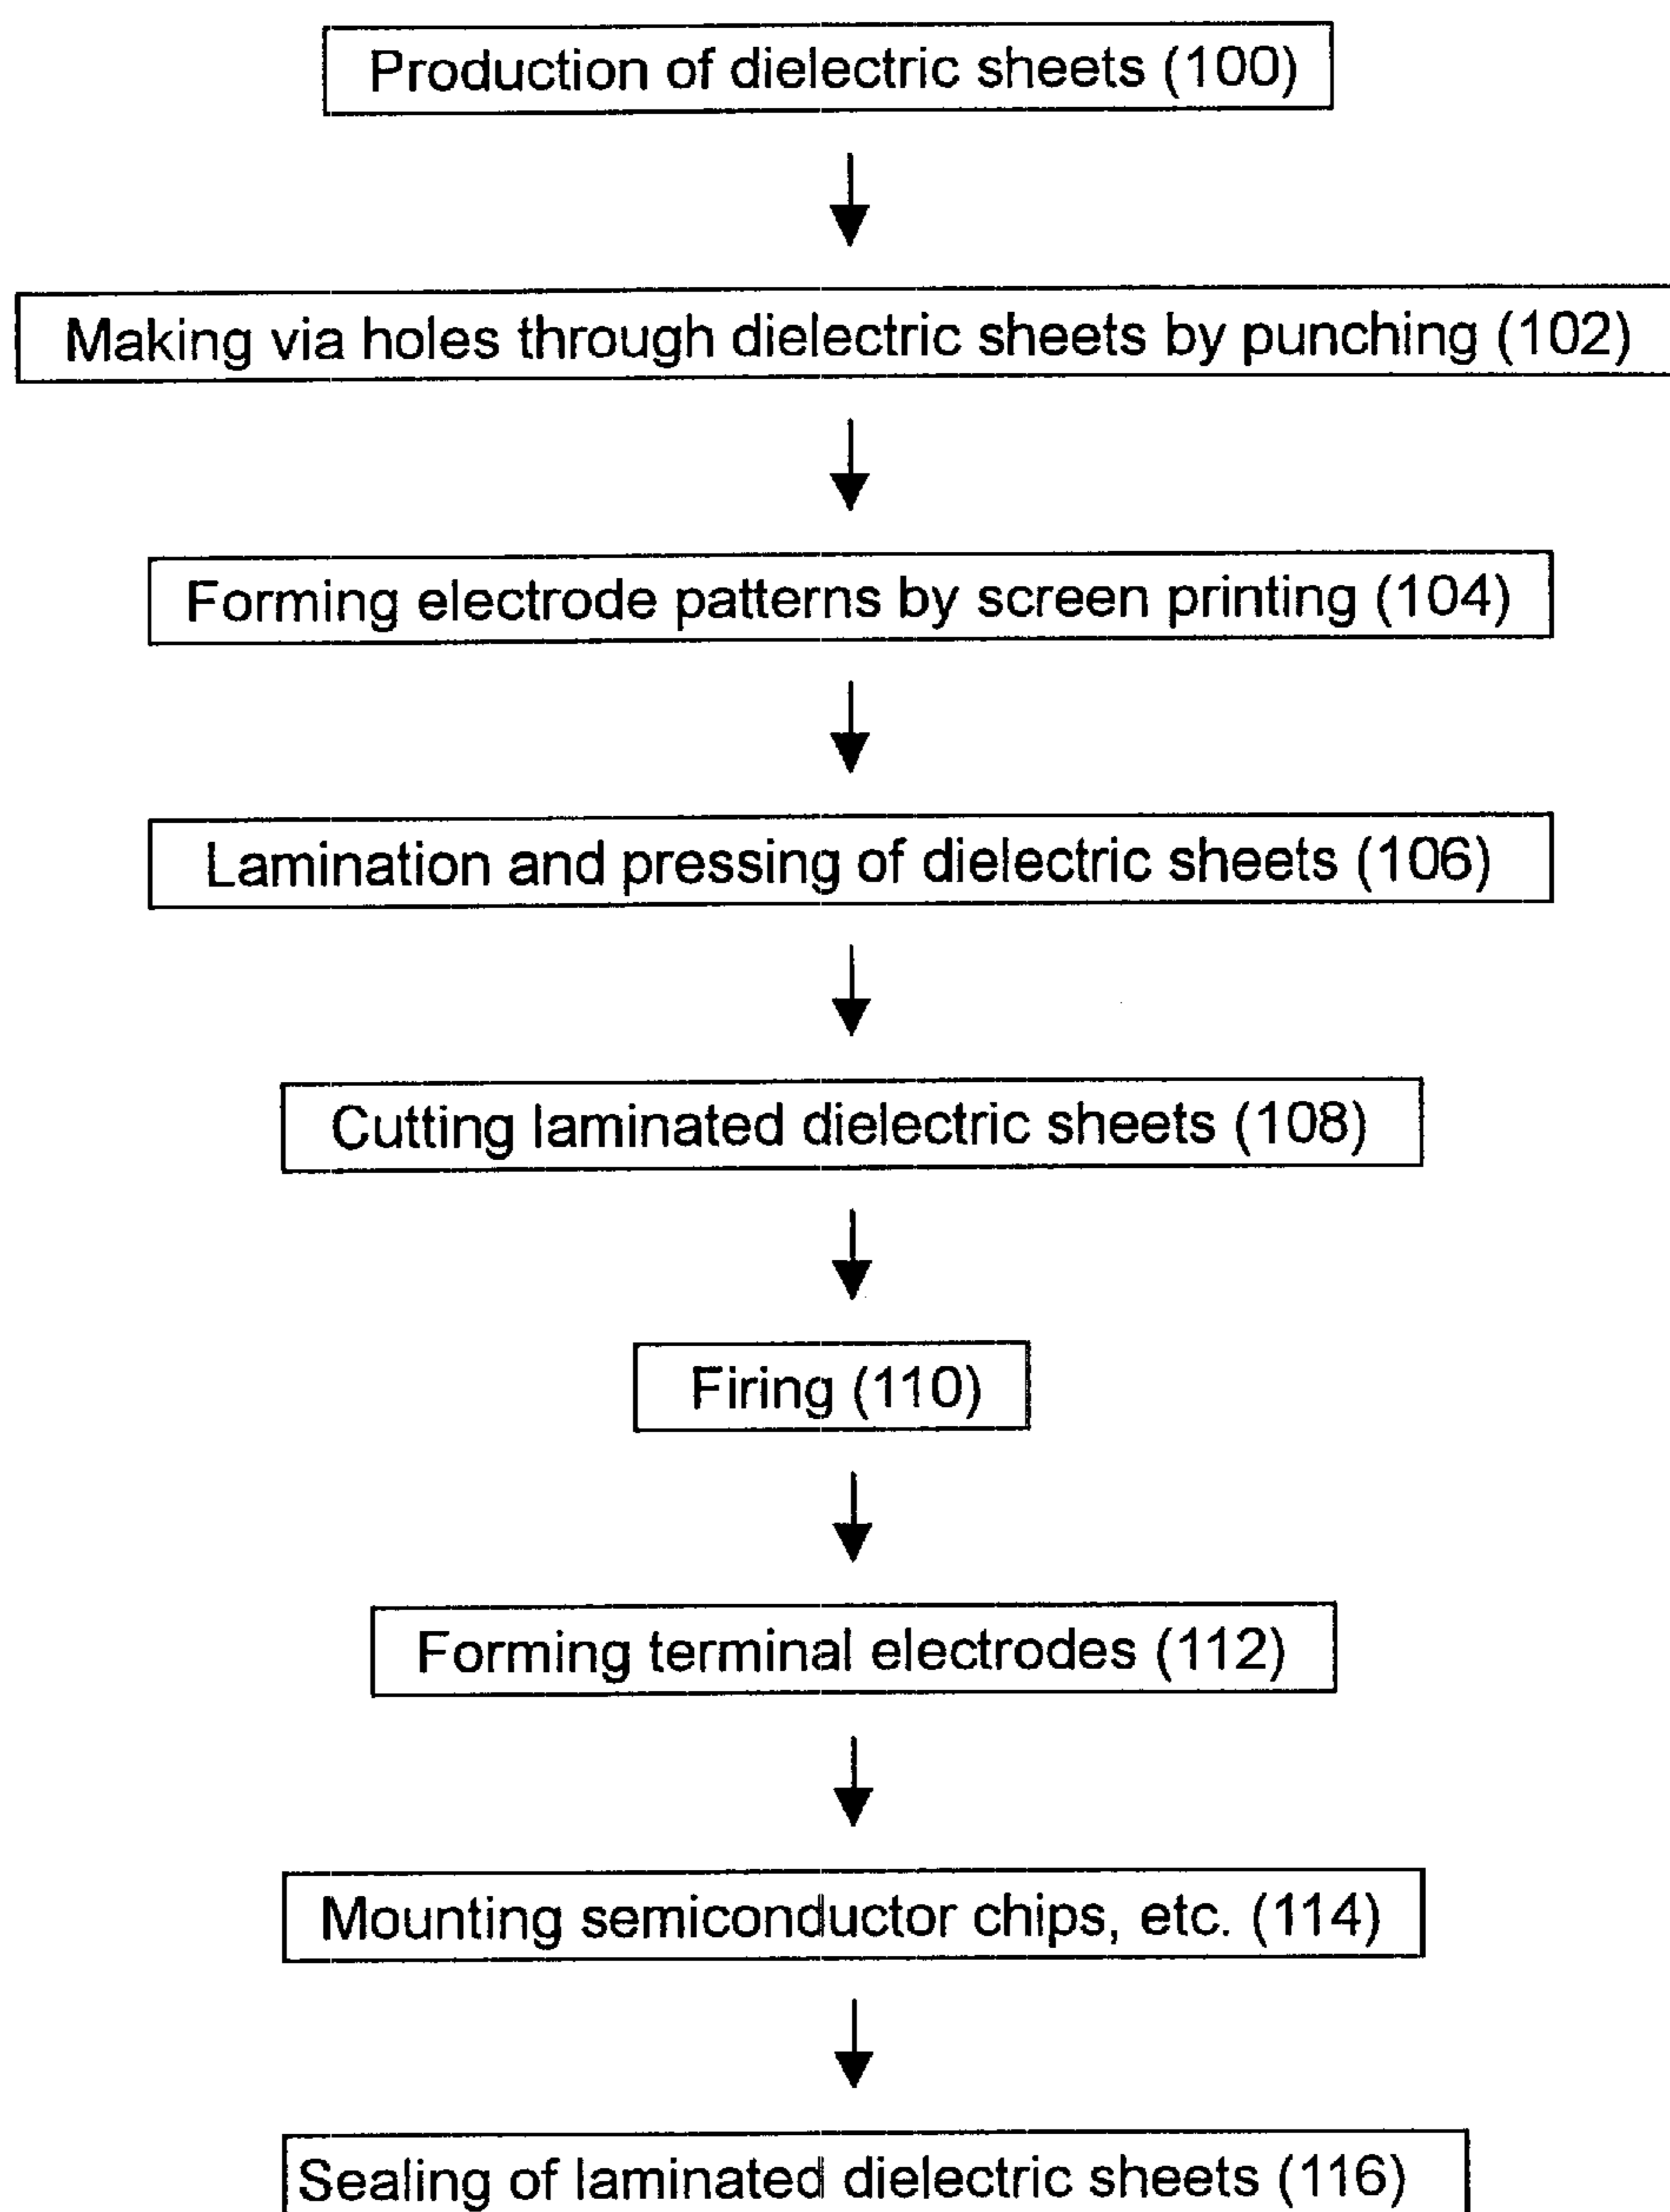 Production of dielectric sheets (100)
Making via holes through dielectric sheets by punching (102)
Forming electrode patterns by screen printing (104)
Lamination and pressing of dielectric sheets (106)
Cutting laminated dielectric sheets (108)
Firing (110)
Forming terminal electrodes (112)
Mounting semiconductor chips, etc. (114)
Sealing of laminated dielectric sheets (116)